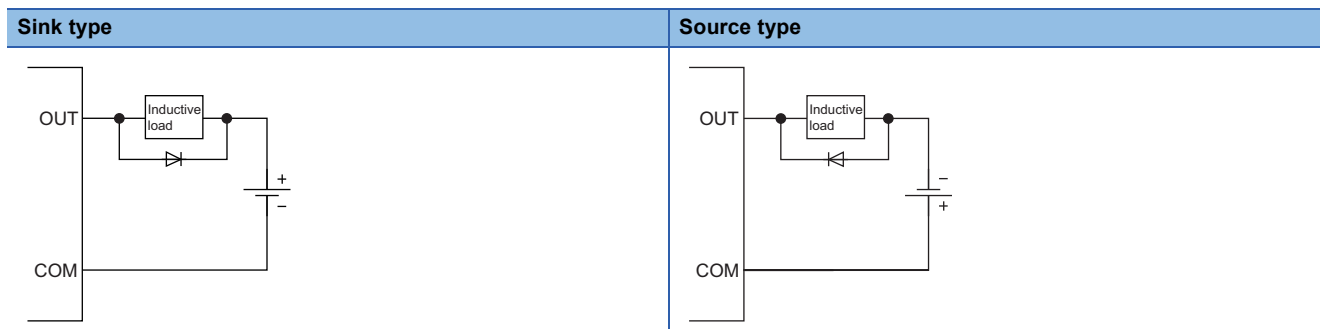 Sink type
Source type
OUT
Inductive
load
+
−
COM
OUT
Inductive
load
−
+
COM